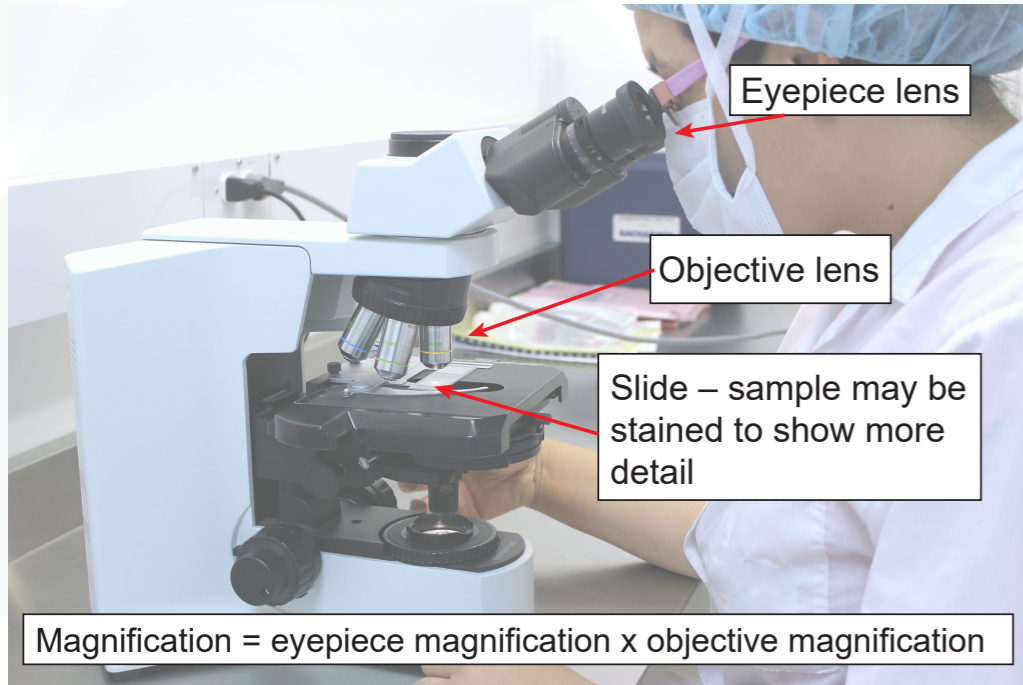 Eyepiece lens
Objective lens
Slide – sample may be
stained to show more
detail
Magnification = eyepiece magnification x objective magnification